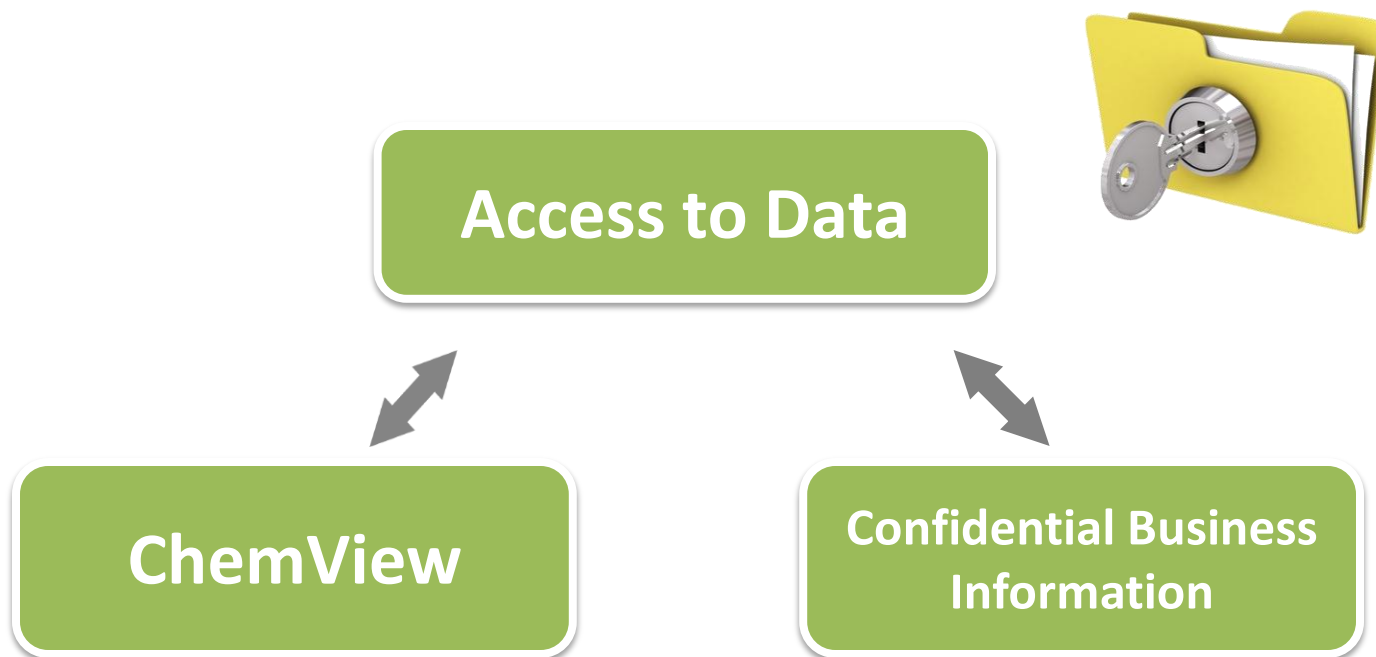 Access to Data
ChemView
Confidential Business
Information